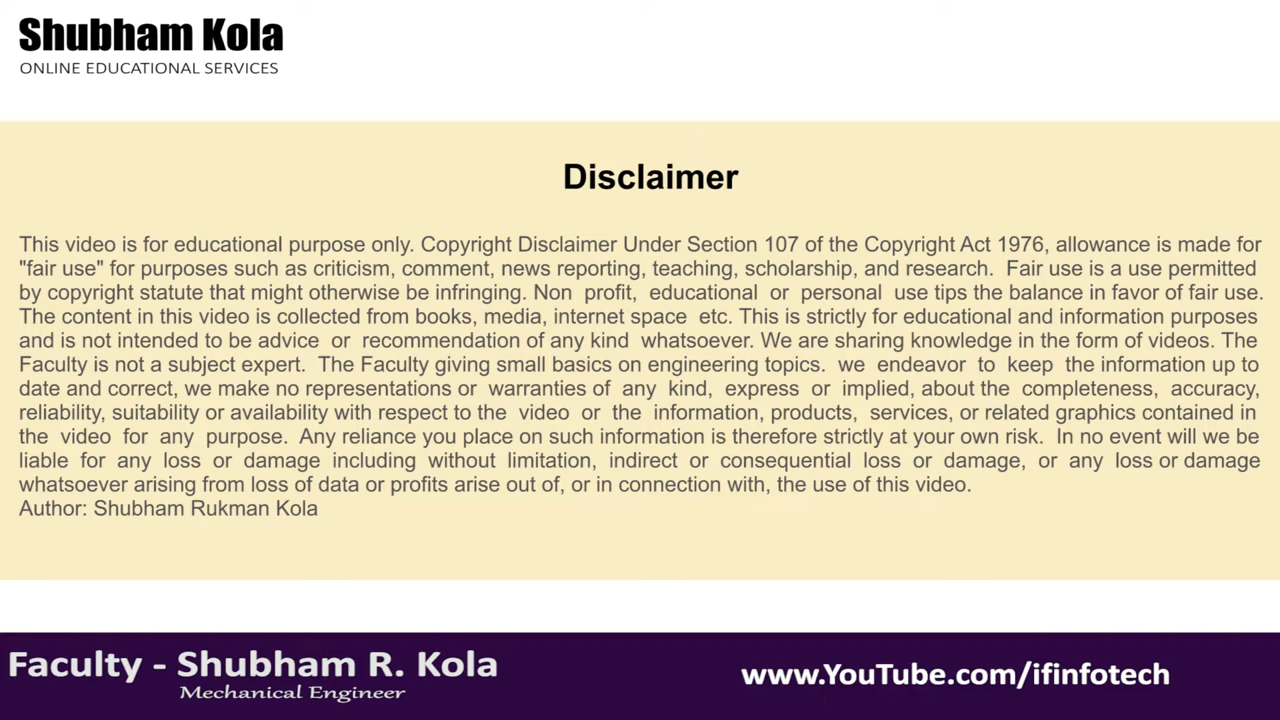 Shubham Kola
ONLINE EDUCATIONAL SERVICES
Disclaimer
This video is for educational purpose only. Copyright Disclaimer Under Section 107 of the Copyright Act 1976, allowance is made for
"fair use" for purposes such as criticism, comment, news reporting, teaching, scholarship, and research. Fair use is a use permitted
by copyright statute that might otherwise be infringing. Non profit, educational or personal use tips the balance in favor of fair use.
The content in this video is collected from books, media, internet space etc. This is strictly for educational and information purposes
and is not intended to be advice or recommendation of any kind whatsoever. We are sharing knowledge in the form of videos. The
Faculty is not a subject expert. The Faculty giving small basics on engineering topics. we endeavor to keep the information up to
date and correct, we make no representations or warranties of any kind, express or implied, about the completeness, accuracy,
reliability, suitability or availability with respect to the video or the information, products, services, or related graphics contained in
the video for any purpose. Any reliance you place on such information is therefore strictly at your own risk. In no event will we be
liable for any loss or damage including without limitation, indirect or consequential loss or damage, or any loss or damage
whatsoever arising from loss of data or profits arise out of, or in connection with, the use of this video.
Author: Shubham Rukman Kola
Faculty - Shubham R. Kola
Mechanical Engineer
www.YouTube.com/ifinfotech